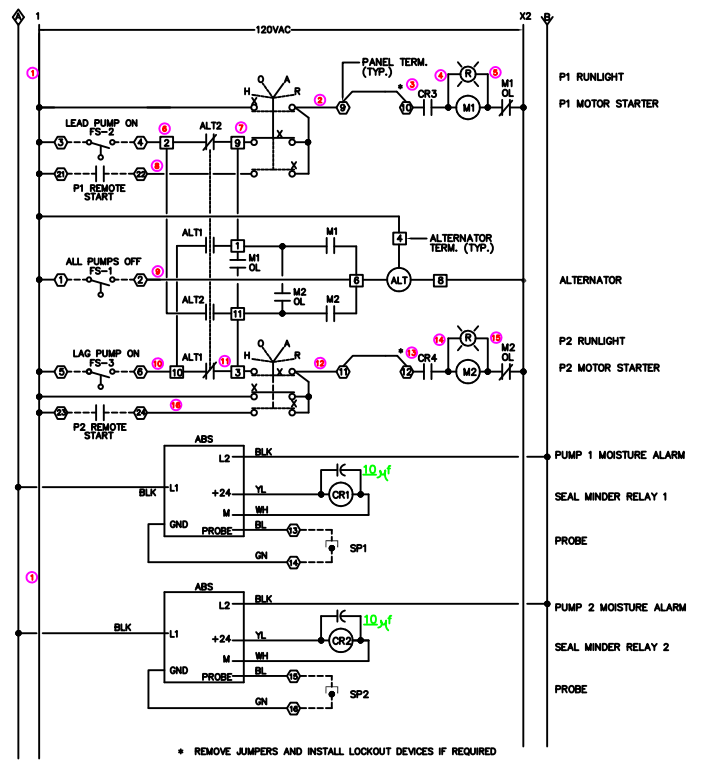 A 1 X2 B
120VAC
PANEL TERM.
(TYP.)
1
O A
H R
X
2
9
* 3
10
CR3
4
R
5
M1
M1
OL
P1 RUNLIGHT
P1 MOTOR STARTER
LEAD PUMP ON
FS-2
3
4
6
2
ALT2
7
9
X
21
22
8
X
P1 REMOTE
START
4
ALTERNATOR
TERM. (TYP.)
ALT1
1
M1
M1
OL
ALL PUMPS OFF
FS-1
1
2
9
6
ALT
8
ALTERNATOR
M2
OL
ALT2
11
M2
LAG PUMP ON
FS-3
5
6
10
10
ALT1
11
3
O A
H R
X
12
11
* 13
12
CR4
14
R
15
M2
M2
OL
P2 RUNLIGHT
P2 MOTOR STARTER
X
X
23
24
16
P2 REMOTE
START
ABS
L2
BLK
PUMP 1 MOISTURE ALARM
10µf
BLK
L1
+24
YL
CR1
SEAL MINDER RELAY 1
M
WH
GND
PROBE
BL
13
SP1
PROBE
GN
14
1
ABS
L2
BLK
PUMP 2 MOISTURE ALARM
10µf
BLK
L1
+24
YL
CR2
SEAL MINDER RELAY 2
M
WH
GND
PROBE
BL
15
SP2
PROBE
GN
16
* REMOVE JUMPERS AND INSTALL LOCKOUT DEVICES IF REQUIRED